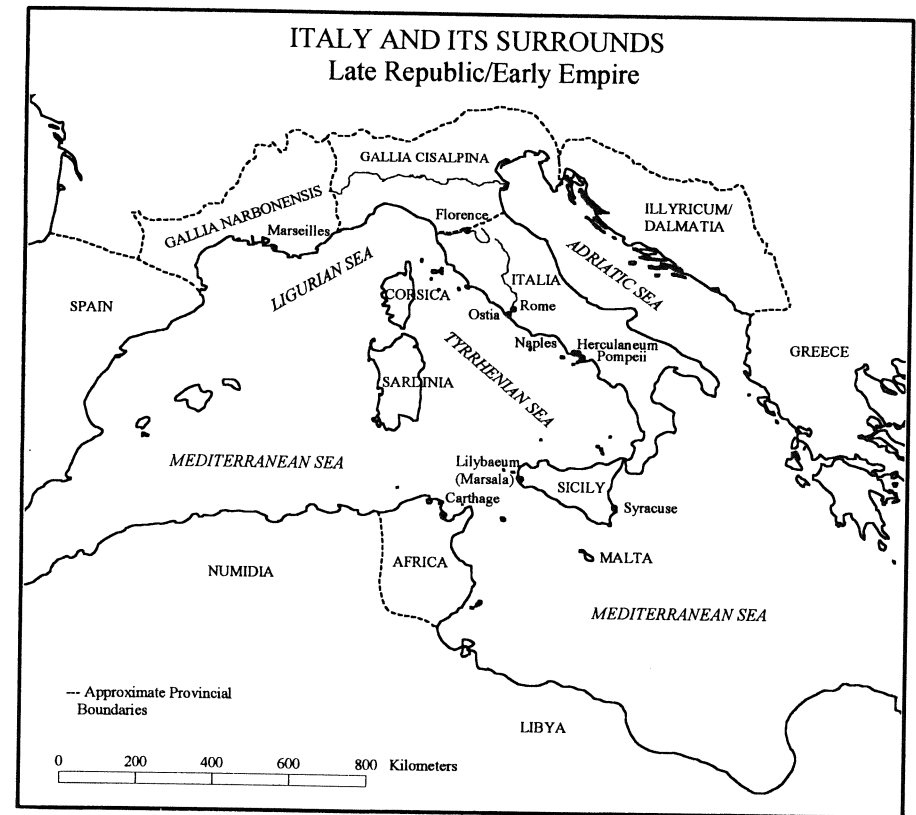 ITALY AND ITS SURROUNDS
Late Republic/Early Empire
GALLIA CISALPINA
GALLIA NARBONENSIS
Marseilles
Florence
ILLYRICUM/
DALMATIA
LIGURIAN SEA
ADRIATIC SEA
SPAIN
CORSICA
ITALIA
Ostia
Rome
Naples
Herculaneum
Pompeii
GREECE
TYRRHENIAN SEA
SARDINIA
MEDITERRANEAN SEA
Lilybaeum
(Marsala)
SICILY
Carthage
Syracuse
NUMIDIA
AFRICA
MALTA
MEDITERRANEAN SEA
--- Approximate Provincial
Boundaries
LIBYA
0 200 400 600 800 Kilometers